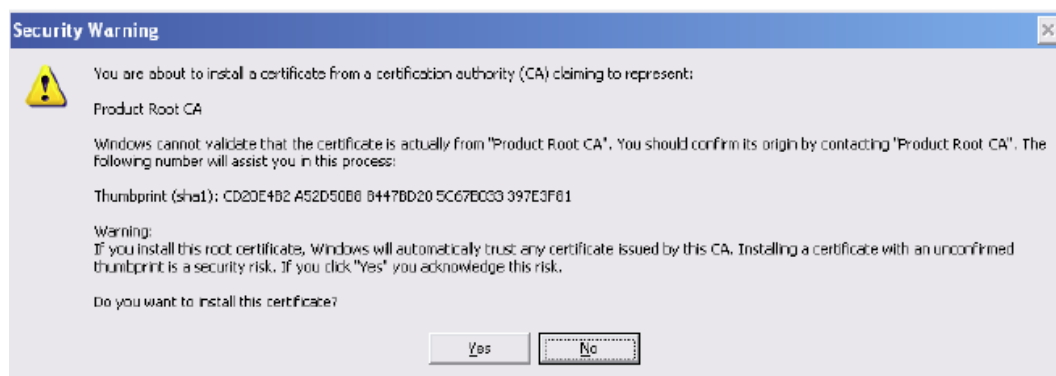 Security Warning
You are about to install a certificate from a certification authority (CA) claiming to represent:
Product Root CA
Windows cannot validate that the certificate is actually from "Product Root CA". You should confirm its origin by contacting "Product Root CA". The
following number will assist you in this process:
Thumbprint (sha1): CD20E4B2 A52D50B8 8447BD20 5C67B033 397E3F81
Warning:
If you install this root certificate, Windows will automatically trust any certificate issued by this CA. Installing a certificate with an unconfirmed
thumbprint is a security risk. If you click "Yes" you acknowledge this risk.
Do you want to install this certificate?
Yes
No